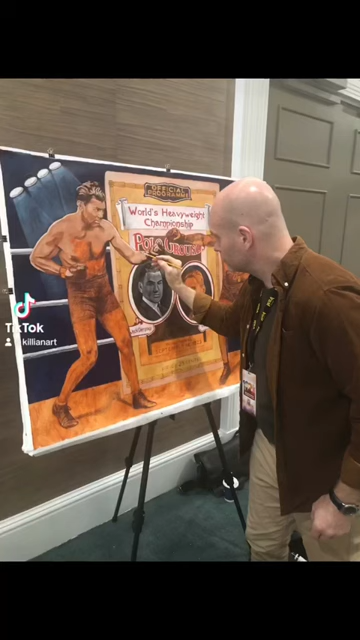 OFFICIAL
PROGRAMME
World's Heavyweight
Championship
POLO GROUNDS
TikTok
killianart